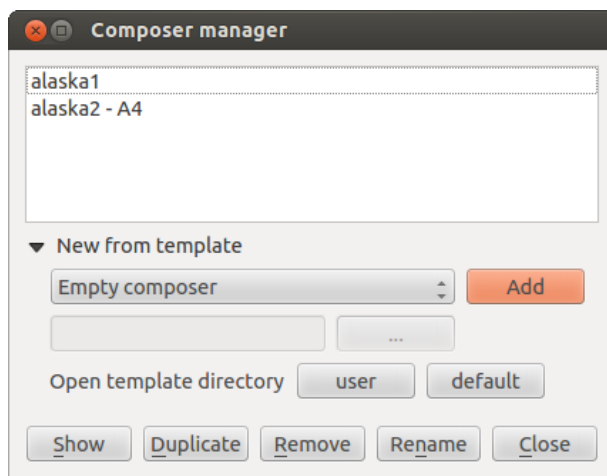 Composer manager
alaska1
alaska2 - A4
New from template
Empty composer Add
...
Open template directory user default
Show Duplicate Remove Rename Close